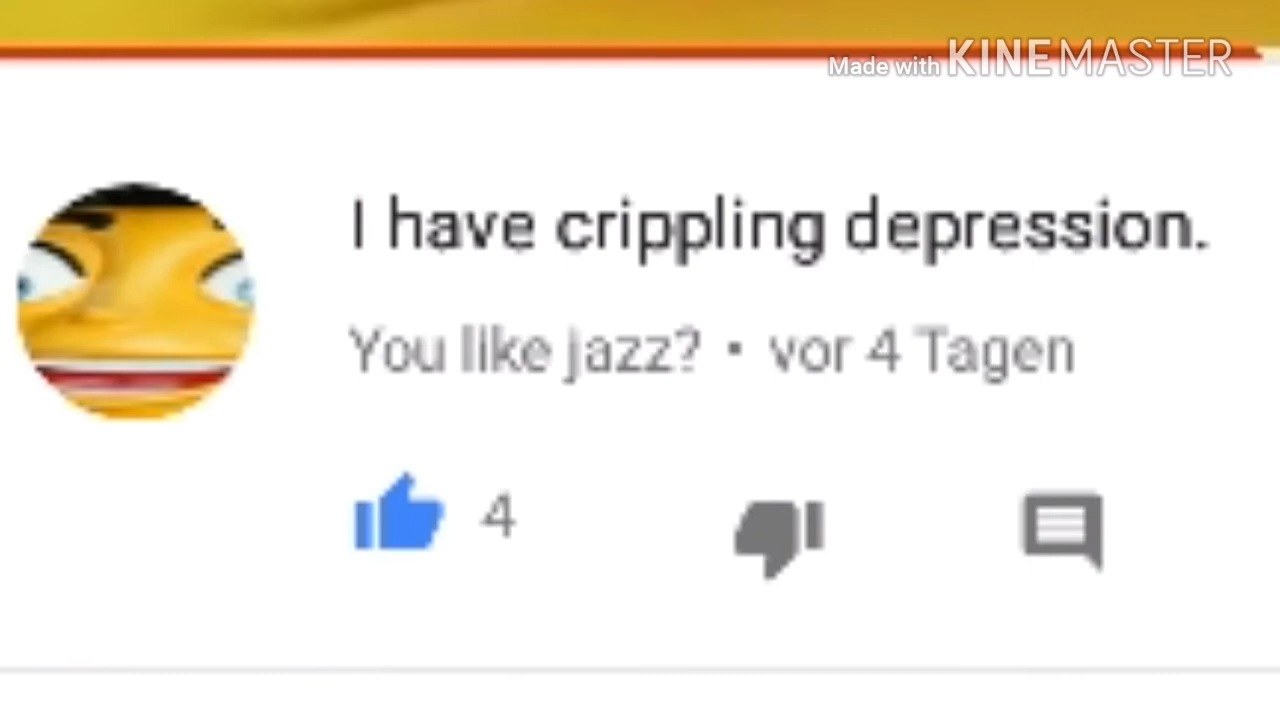 Made with KINEMASTER
I have crippling depression.
You like jazz? • vor 4 Tagen
4